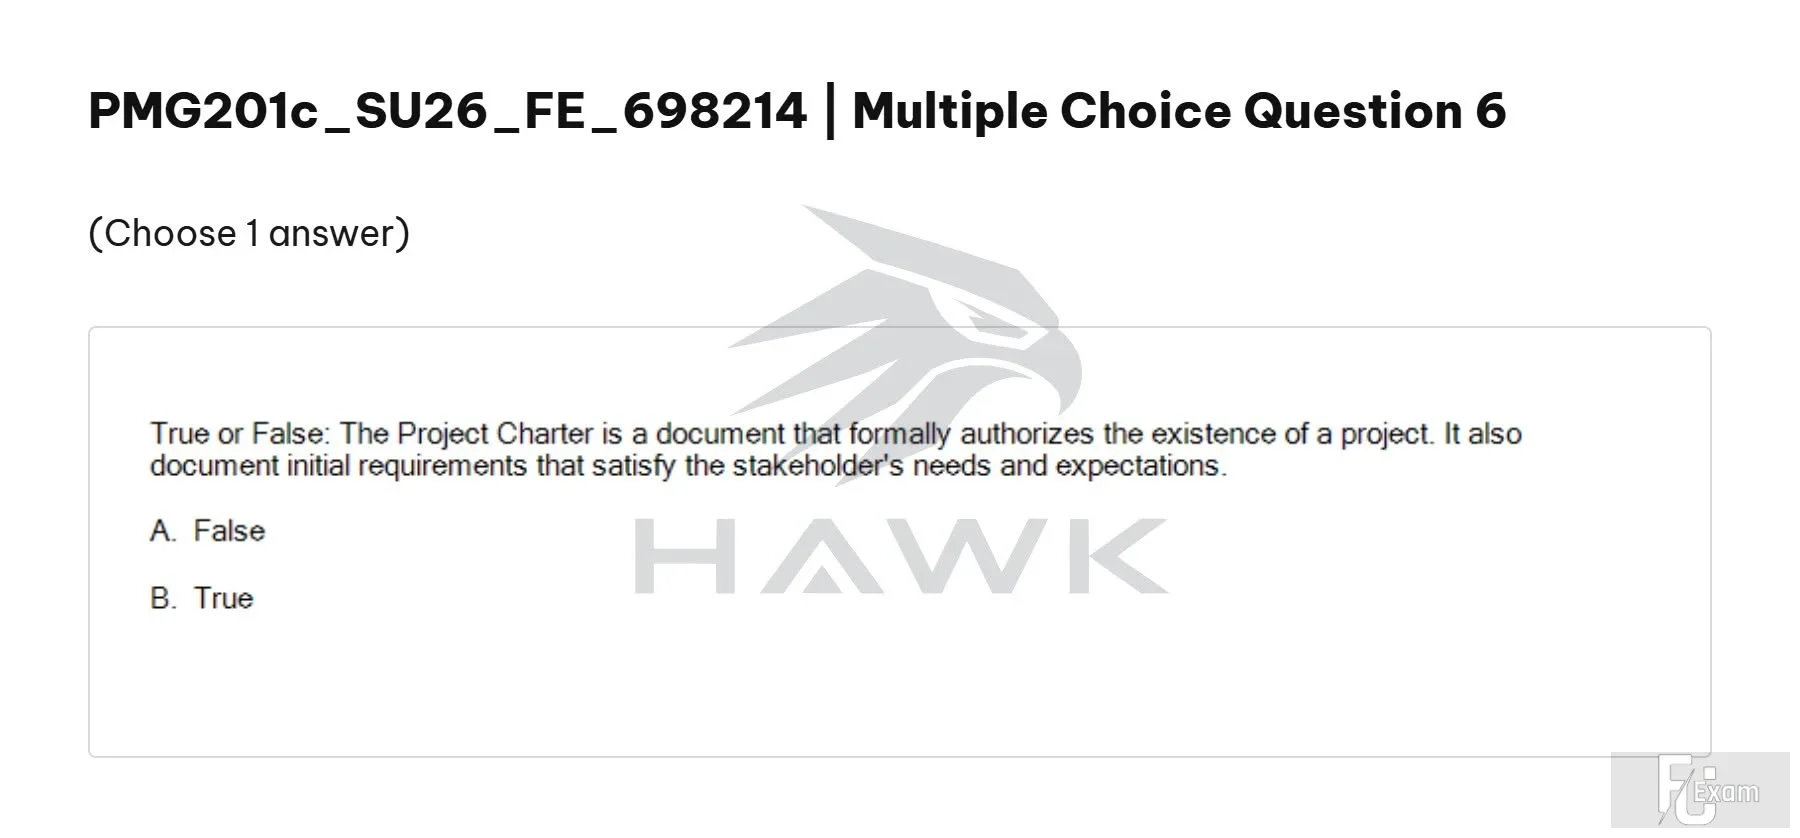 PMG201c_SU26_FE_698214 | Multiple Choice Question 6
(Choose 1 answer)
True or False: The Project Charter is a document that formally authorizes the existence of a project. It also
document initial requirements that satisfy the stakeholder's needs and expectations.
A. False
B. True
HAWK
FC Exam